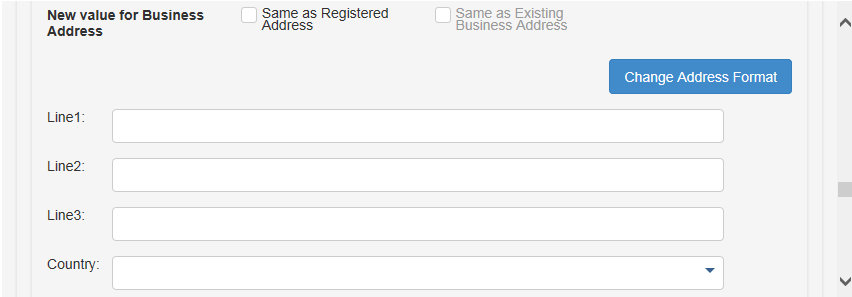 New value for Business
Address
Same as Registered
Address
Same as Existing
Business Address
Change Address Format
Line1:
Line2:
Line3:
Country: